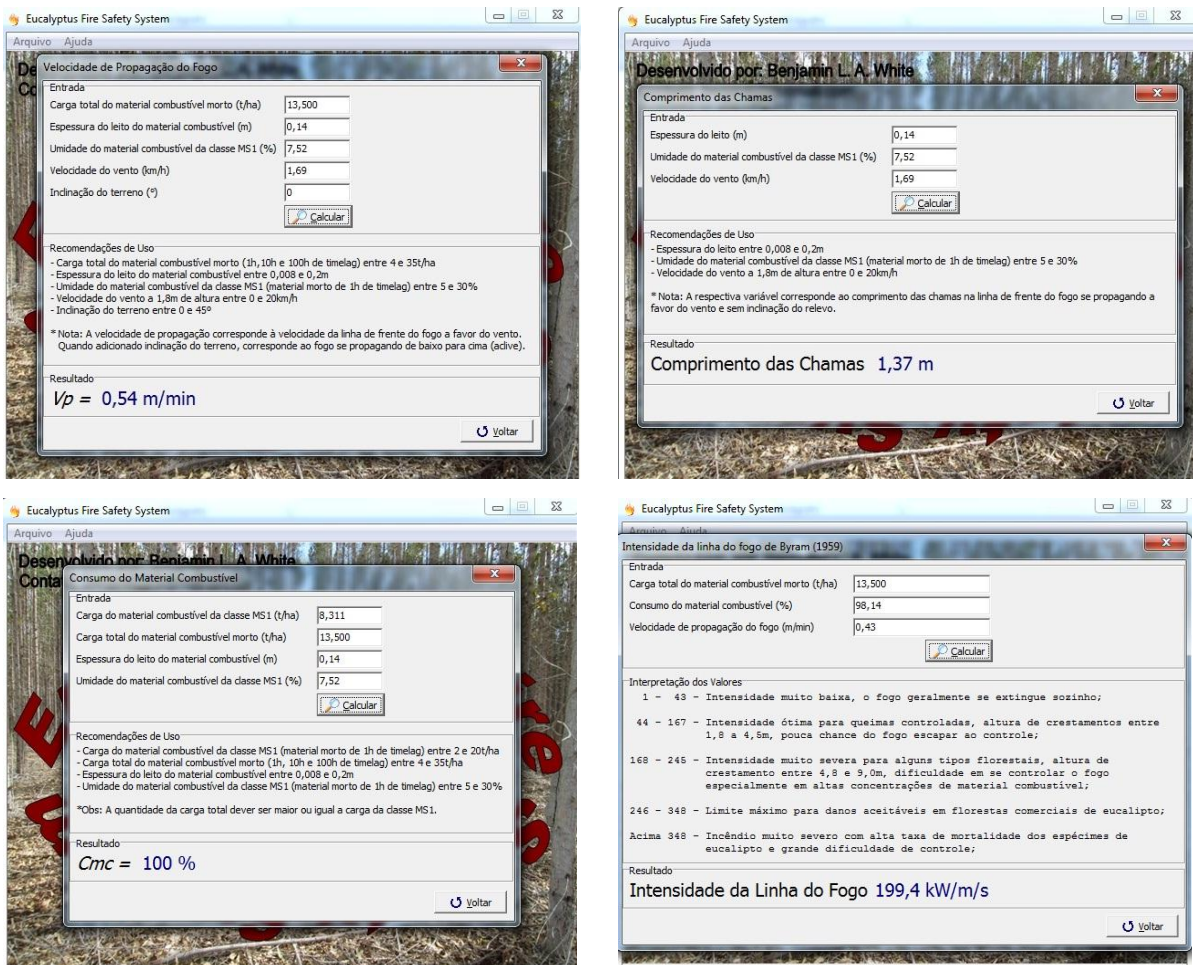 Eucalyptus Fire Safety System
Arquivo Ajuda
Velocidade de Propagação do Fogo
Entrada
Carga total do material combustível morto (t/ha) 13,500
Espessura do leito do material combustível (m) 0,14
Umidade do material combustível da classe MS1 (%) 7,52
Velocidade do vento (km/h) 1,69
Inclinação do terreno (º) 0
Calcular
Recomendações de Uso
- Carga total do material combustível morto (1h,10h e 100h de timelag) entre 4 e 35t/ha
- Espessura do leito do material combustível entre 0,008 e 0,2m
- Umidade do material combustível da classe MS1 (material morto de 1h de timelag) entre 5 e 30%
- Velocidade do vento a 1,8m de altura entre 0 e 20km/h
- Inclinação do terreno entre 0 e 45º
* Nota: A velocidade de propagação corresponde à velocidade da linha de frente do fogo a favor do vento.
Quando adicionado inclinação do terreno, corresponde ao fogo se propagando de baixo para cima (aclive).
Resultado
Vp = 0,54 m/min
Voltar
Eucalyptus Fire Safety System
Arquivo Ajuda
Desenvolvido por: Benjamin L. A. White
Comprimento das Chamas
Entrada
Espessura do leito (m) 0,14
Umidade do material combustível da classe MS1 (%) 7,52
Velocidade do vento (km/h) 1,69
Calcular
Recomendações de Uso
- Espessura do leito entre 0,008 e 0,2m
- Umidade do material combustível da classe MS1 (material morto de 1h de timelag) entre 5 e 30%
- Velocidade do vento a 1,8m de altura entre 0 e 20km/h
* Nota: A respectiva variável corresponde ao comprimento das chamas na linha de frente do fogo se propagando a
favor do vento e sem inclinação do relevo.
Resultado
Comprimento das Chamas 1,37 m
Voltar
Eucalyptus Fire Safety System
Arquivo Ajuda
Desenvolvido por: Benjamin L. A. White
Conta
Consumo do Material Combustível
Entrada
Carga do material combustível da classe MS1 (t/ha) 8,311
Carga total do material combustível morto (t/ha) 13,500
Espessura do leito do material combustível (m) 0,14
Umidade do material combustível da classe MS1 (%) 7,52
Calcular
Recomendações de Uso
- Carga do material combustível da classe MS1 (material morto de 1h de timelag) entre 2 e 20t/ha
- Carga total do material combustível morto (1h, 10h e 100h de timelag) entre 4 e 35t/ha
- Espessura do leito do material combustível entre 0,008 e 0,2m
- Umidade do material combustível da classe MS1 (material morto de 1h de timelag) entre 5 e 30%
*Obs: A quantidade da carga total dever ser maior ou igual a carga da classe MS1.
Resultado
Cmc = 100 %
Voltar
Eucalyptus Fire Safety System
Arquivo Ajuda
Intensidade da linha do fogo de Byram (1959)
Entrada
Carga total do material combustível morto (t/ha) 13,500
Consumo do material combustível (%) 98,14
Velocidade de propagação do fogo (m/min) 0,43
Calcular
Interpretação dos Valores
1 - 43 - Intensidade muito baixa, o fogo geralmente se extingue sozinho;
44 - 167 - Intensidade ótima para queimas controladas, altura de crestamentos entre
1,8 a 4,5m, pouca chance do fogo escapar ao controle;
168 - 245 - Intensidade muito severa para alguns tipos florestais, altura de
crestamento entre 4,8 e 9,0m, dificuldade em se controlar o fogo
especialmente em altas concentrações de material combustível;
246 - 348 - Limite máximo para danos aceitáveis em florestas comerciais de eucalipto;
Acima 348 - Incêndio muito severo com alta taxa de mortalidade dos espécimes de
eucalipto e grande dificuldade de controle;
Resultado
Intensidade da Linha do Fogo 199,4 kW/m/s
Voltar